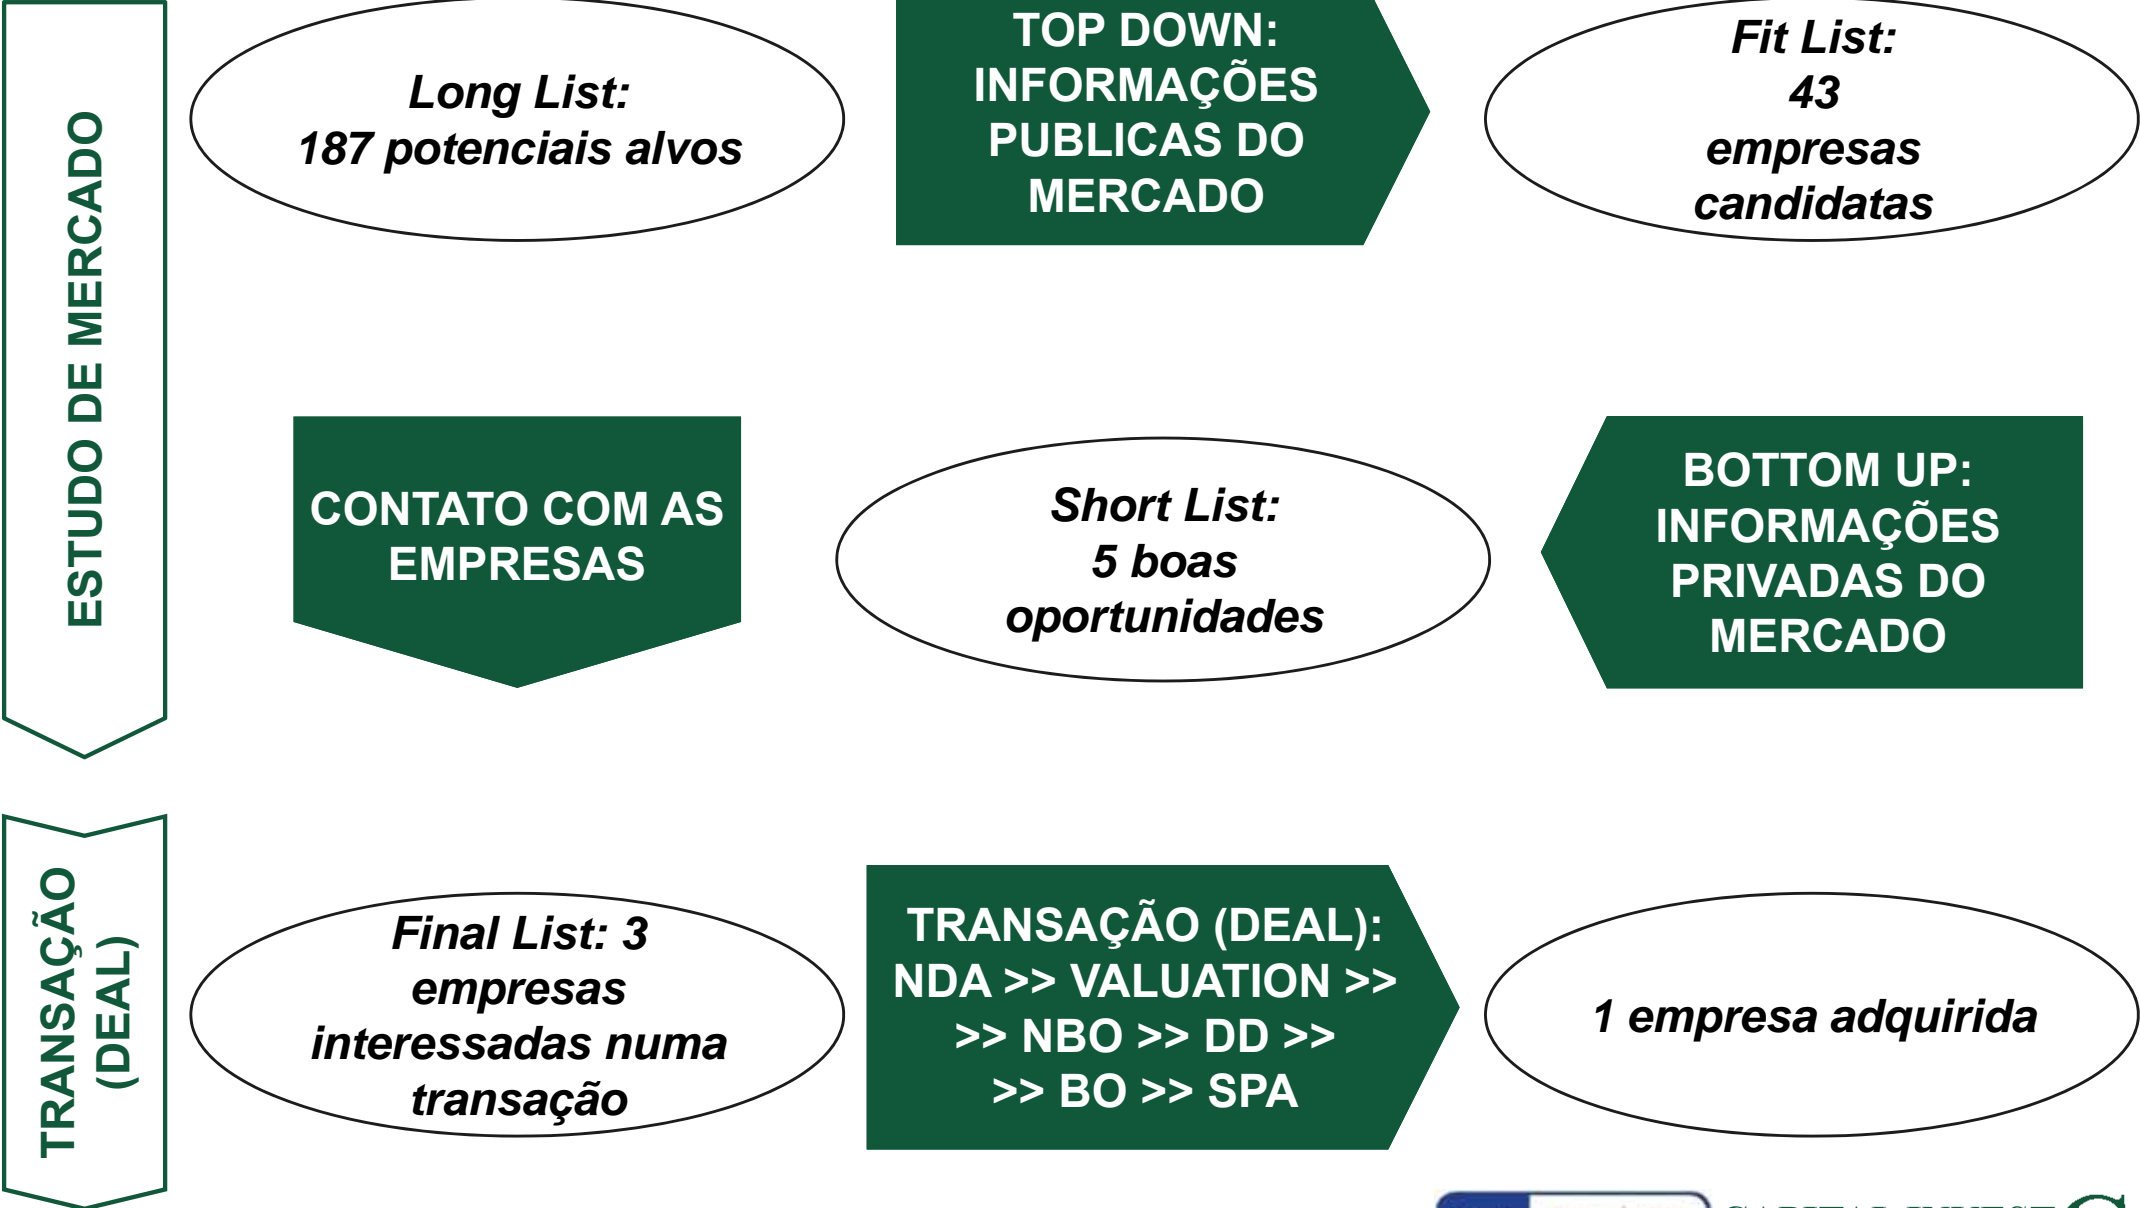 ESTUDO DE MERCADO
Long List:
187 potenciais alvos
TOP DOWN:
INFORMAÇÕES
PUBLICAS DO
MERCADO
Fit List:
43
empresas
candidatas
BOTTOM UP:
INFORMAÇÕES
PRIVADAS DO
MERCADO
Short List:
5 boas
oportunidades
CONTATO COM AS
EMPRESAS
TRANSAÇÃO
(DEAL)
Final List: 3
empresas
interessadas numa
transação
TRANSAÇÃO (DEAL):
NDA >> VALUATION >>
>> NBO >> DD >>
>> BO >> SPA
1 empresa adquirida